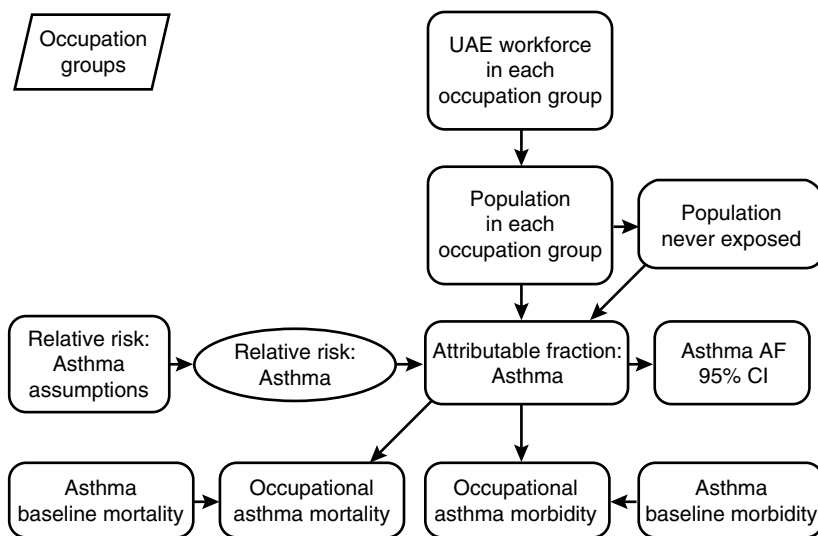 Occupation
groups
UAE workforce
in each
occupation group
Population
in each
occupation group
Population
never exposed
Relative risk:
Asthma
assumptions
Relative risk:
Asthma
Attributable fraction:
Asthma
Asthma AF
95% CI
Asthma
baseline mortality
Occupational
asthma mortality
Occupational
asthma morbidity
Asthma
baseline morbidity